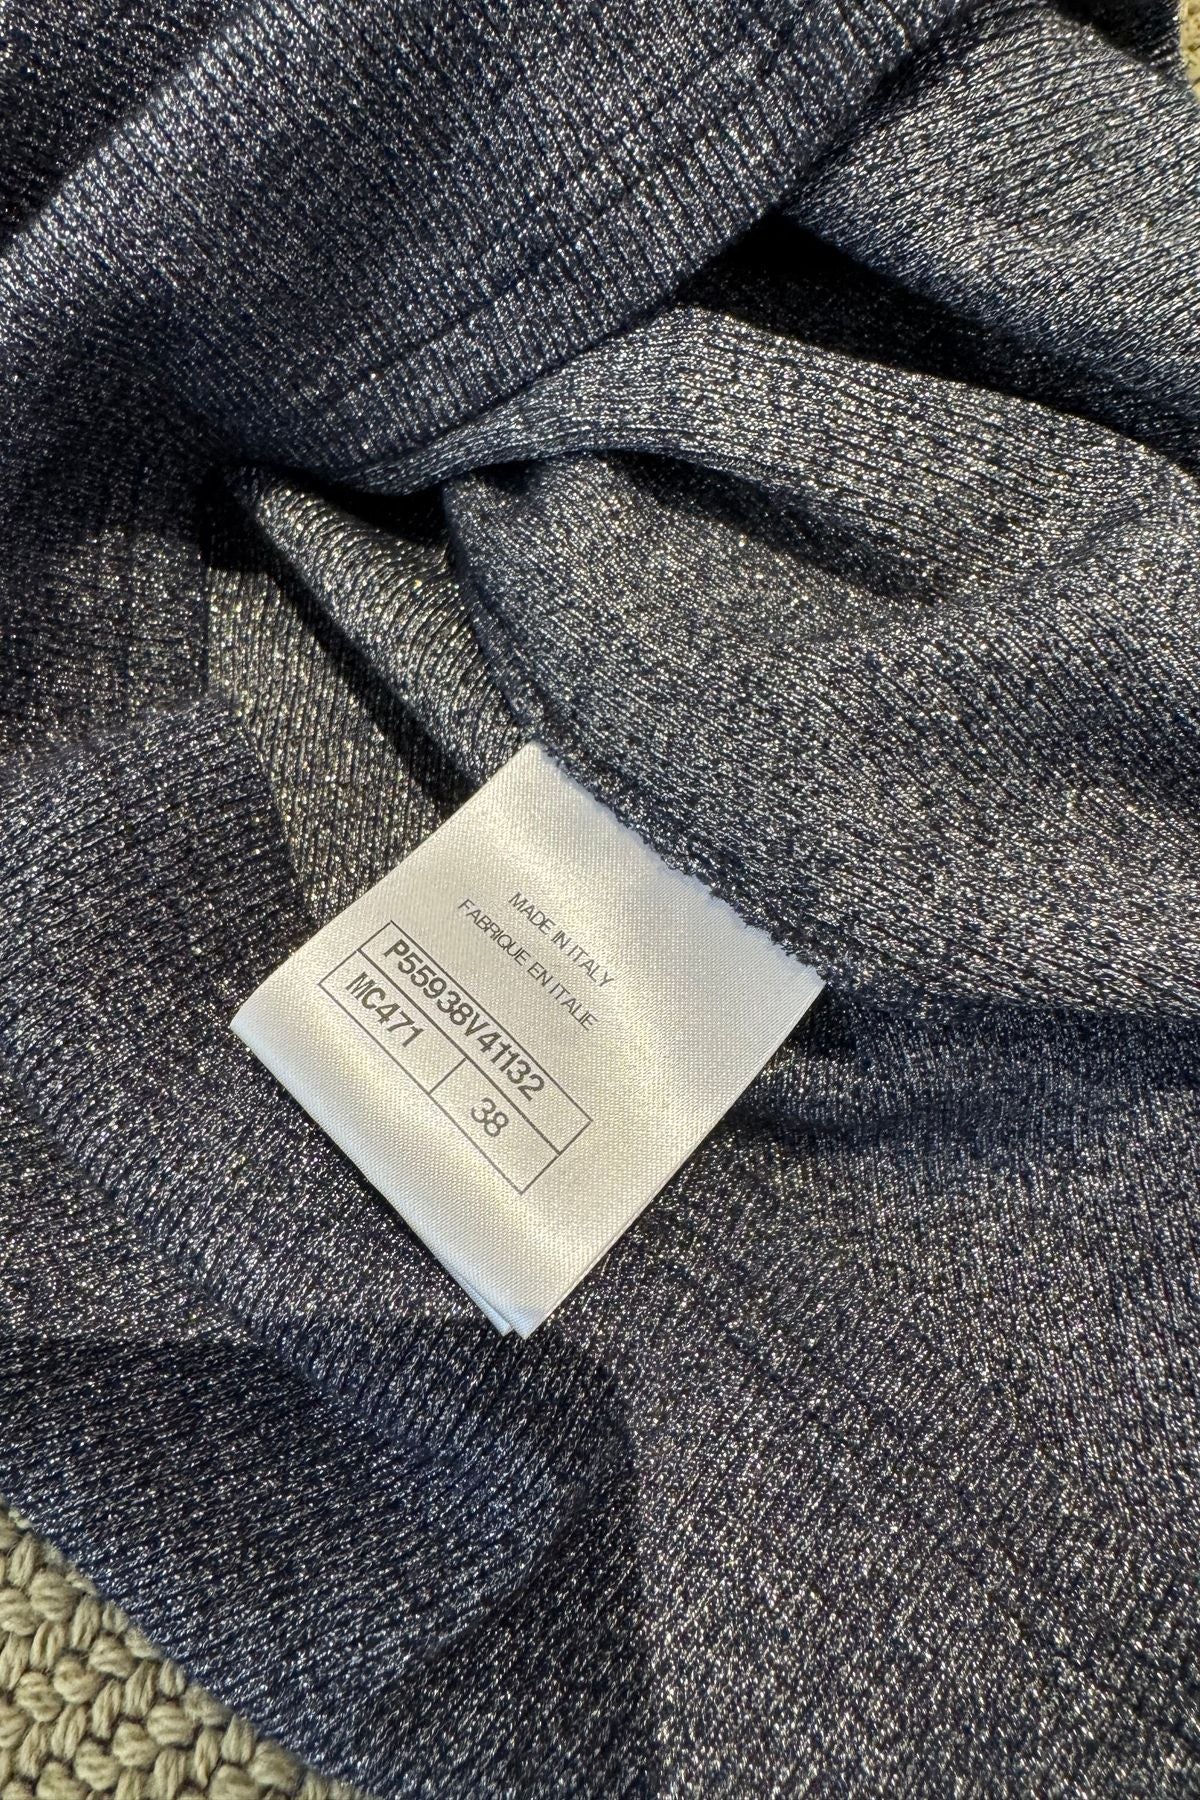 MADE IN ITALY
FABRIQUE EN ITALIE
P55938V41132
MC471 38